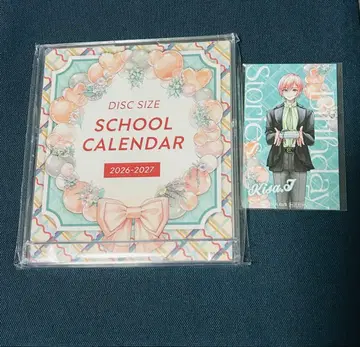 DISC SIZE
SCHOOL
CALENDAR
2026-2027
Stories
Kisa.T